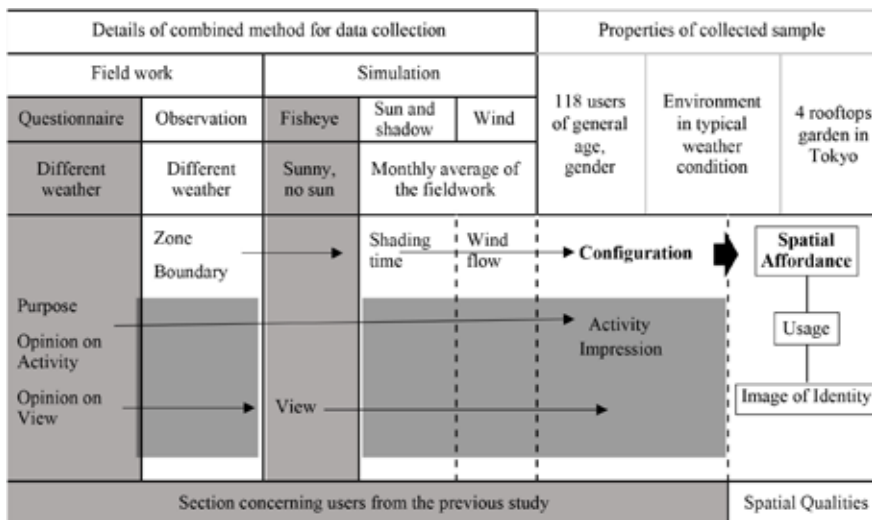 Details of combined method for data collection
Properties of collected sample
Field work
Simulation
118 users
of general
age,
gender
Environment
in typical
weather
condition
4 rooftops
garden in
Tokyo
Questionnaire
Observation
Fisheye
Sun and
shadow
Wind
Different
weather
Different
weather
Sunny,
no sun
Monthly average of
the fieldwork
Zone
Boundary
Shading
time
Wind
flow
Configuration
Spatial
Affordance
Purpose
Opinion on
Activity
Opinion on
View
View
Activity
Impression
Usage
Image of Identity
Section concerning users from the previous study
Spatial Qualities